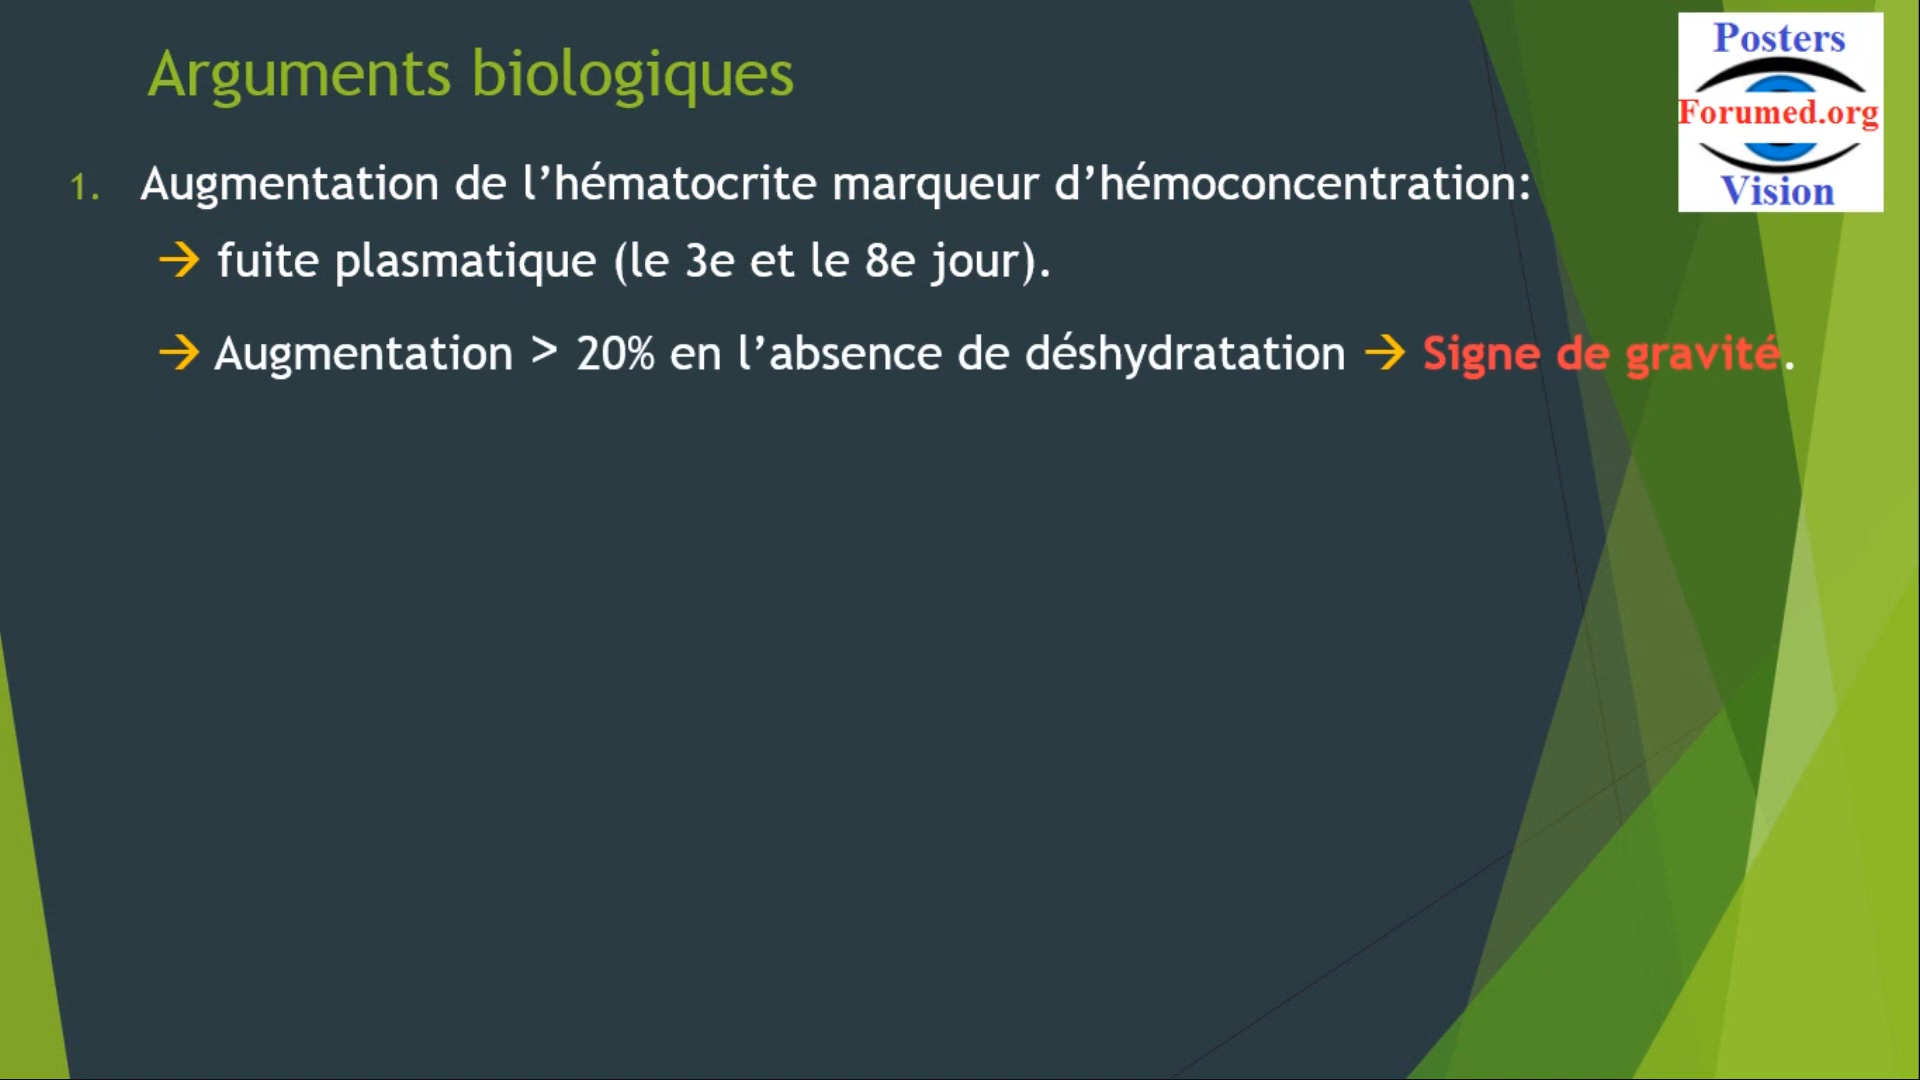 Arguments biologiques
Posters
Forumed.org
Vision
1. Augmentation de l’hématocrite marqueur d’hémoconcentration:
→ fuite plasmatique (le 3e et le 8e jour).
→ Augmentation > 20% en l’absence de déshydratation → Signe de gravité.